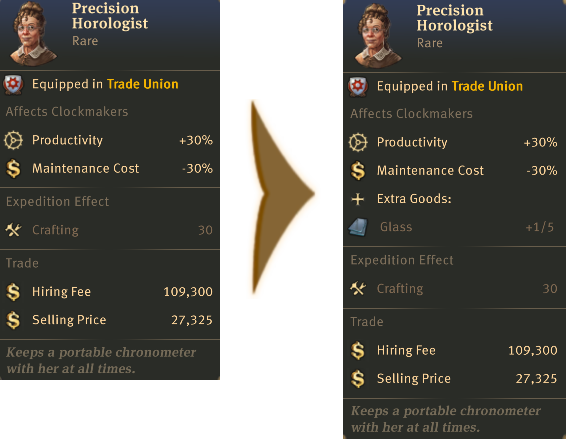 Precision
Horologist
Rare
Equipped in Trade Union
Affects Clockmakers
Productivity +30%
Maintenance Cost -30%
Expedition Effect
Crafting 30
Trade
Hiring Fee 109,300
Selling Price 27,325
Keeps a portable chronometer
with her at all times.
Precision
Horologist
Rare
Equipped in Trade Union
Affects Clockmakers
Productivity +30%
Maintenance Cost -30%
Extra Goods:
Glass +1/5
Expedition Effect
Crafting 30
Trade
Hiring Fee 109,300
Selling Price 27,325
Keeps a portable chronometer
with her at all times.